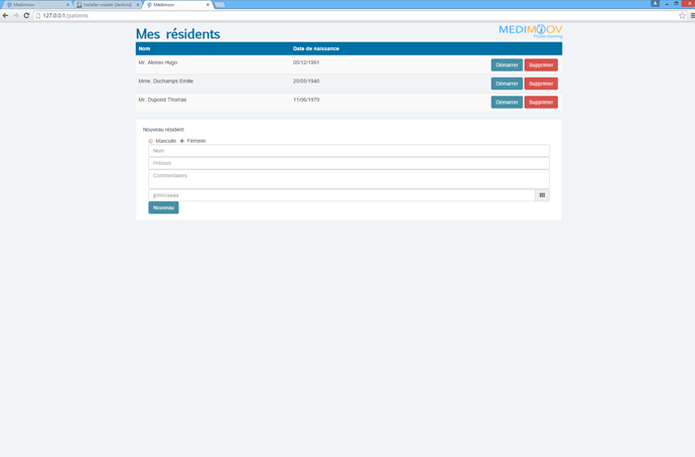 Medimoov
installer-master [Jenkins]
Medimoov
127.0.0.1/patients
Mes résidents
MEDIMOOV
Nom Date de naissance
Mr. Alonso Hugo 05/12/1991 Démarrer Supprimer
Mme. Duchamps Emilie 20/05/1940 Démarrer Supprimer
Mr. Dupond Thomas 11/06/1970 Démarrer Supprimer
Nouveau résident
Masculin Féminin
Nom
Prénom
Commentaires
jj/mm/aaaa
Nouveau